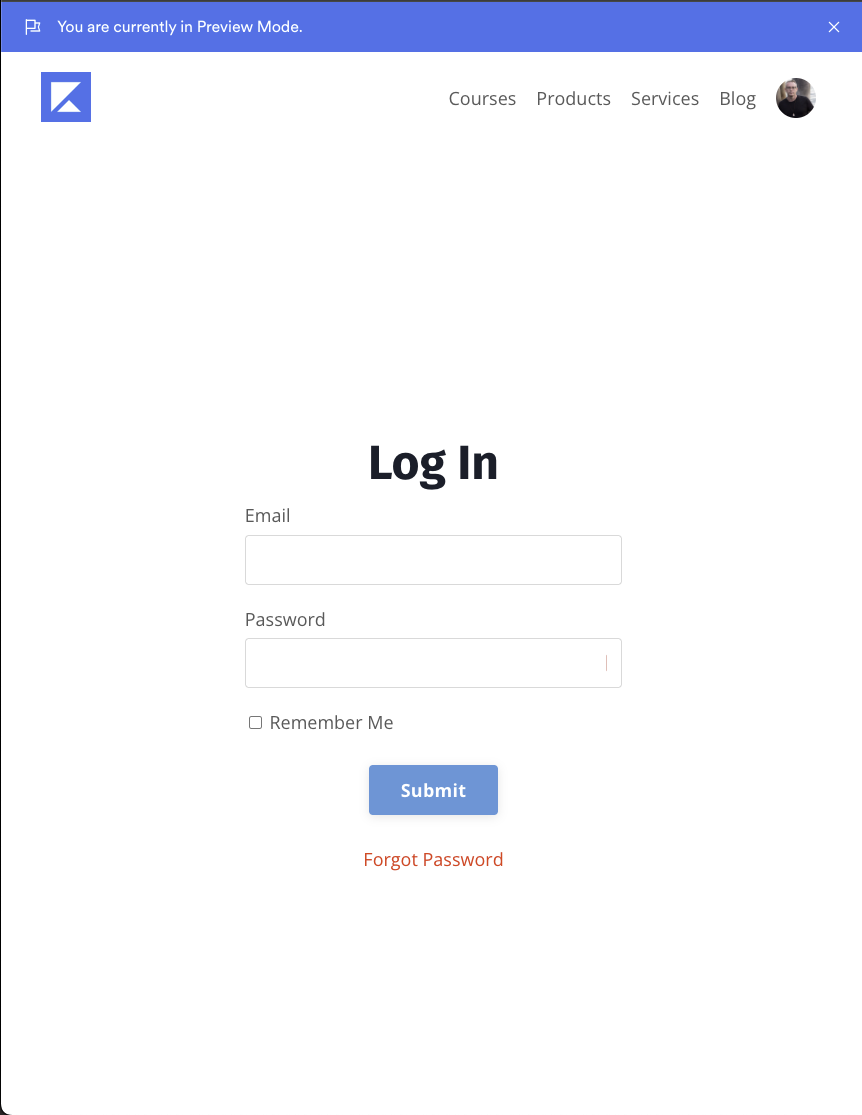 You are currently in Preview Mode.
Courses Products Services Blog
Log In
Email
Password
Remember Me
Submit
Forgot Password